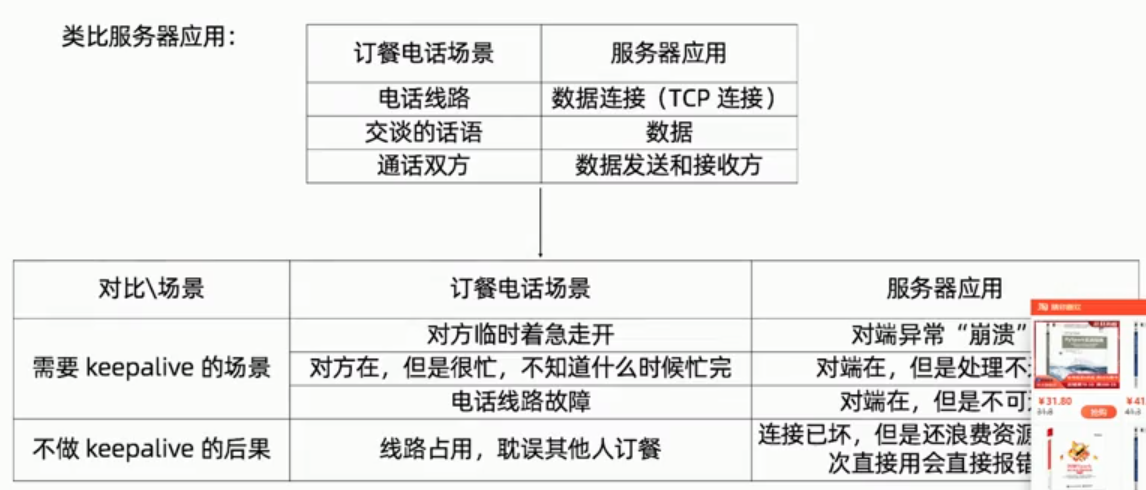 类比服务器应用：
订餐电话场景 服务器应用
电话线路 数据连接（TCP 连接）
交谈的话语 数据
通话双方 数据发送和接收方
对比\场景 订餐电话场景 服务器应用
对方临时着急走开 对端异常“崩溃”
需要 keepalive 的场景 对方在，但是很忙，不知道什么时候忙完 对端在，但是处理不
电话线路故障 对端在，但是不可
不做 keepalive 的后果 线路占用，耽误其他人订餐 连接已坏，但是还浪费资源
次直接用会直接报错
淘
¥31.80 ¥41
31.8 41.3
抢购